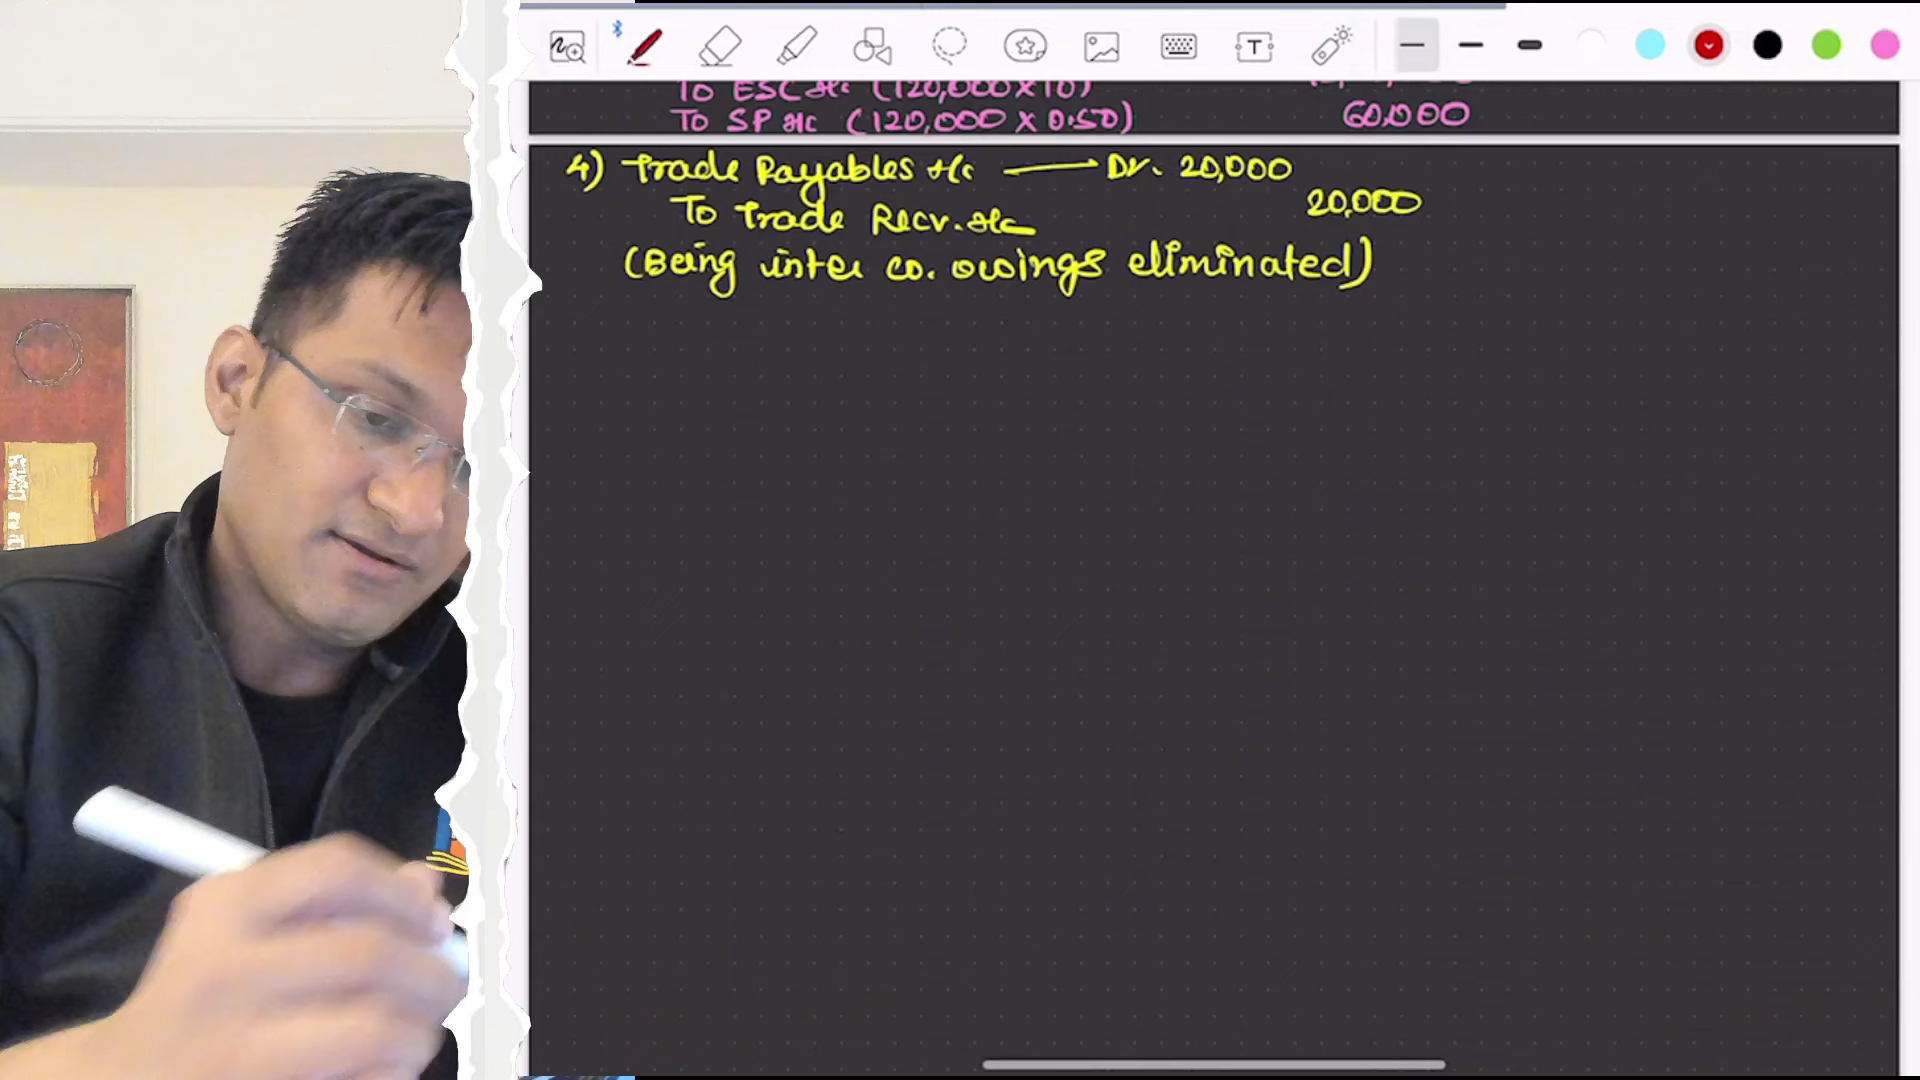 To ESC A/c (120,000 x 10)
To SP A/c (120,000 x 0.50) 60,000
4) Trade Payables A/c —— Dr. 20,000
To Trade Recv. A/c 20,000
(Being inter co. owings eliminated)
T